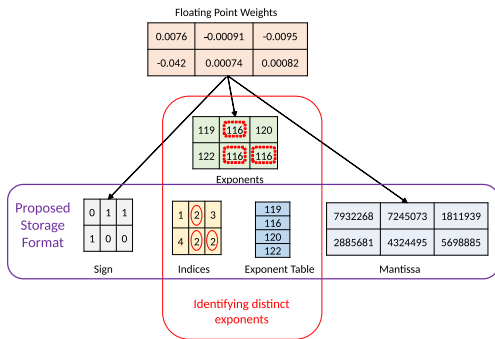 Floating Point Weights
0.0076 -0.00091 -0.0095
-0.042 0.00074 0.00082
119 116 120
122 116 116
Exponents
Proposed
Storage
Format
0 1 1
1 0 0
Sign
1 2 3
4 2 2
Indices
119
116
120
122
Exponent Table
7932268 7245073 1811939
2885681 4324495 5698885
Mantissa
Identifying distinct
exponents